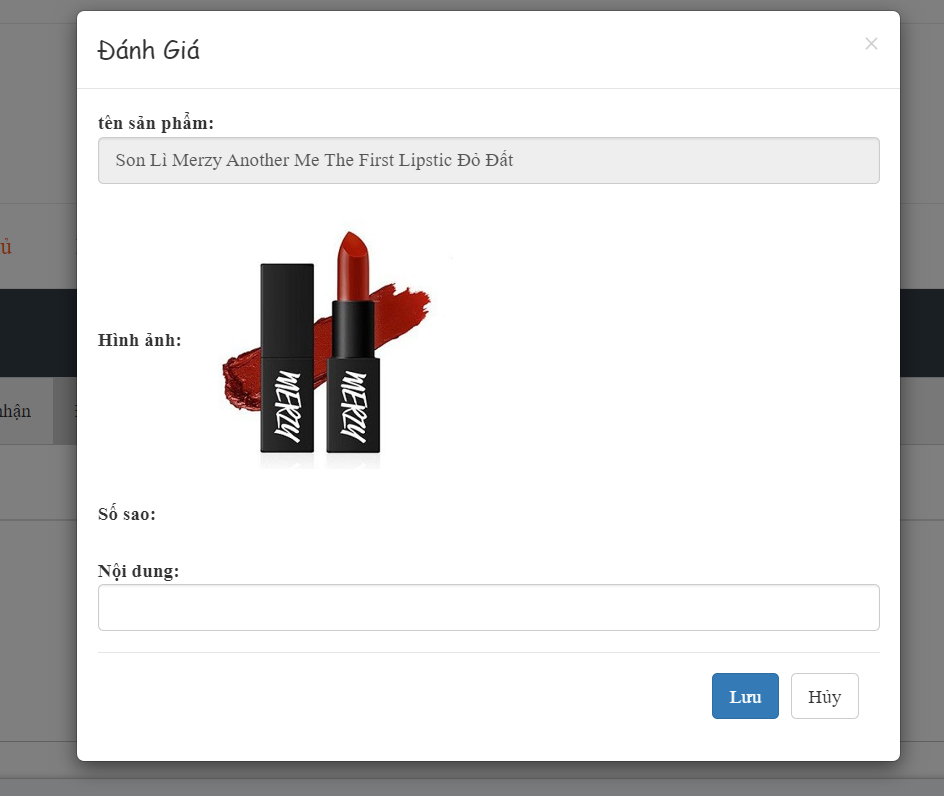 Đánh Giá
×
tên sản phẩm:
Son Lì Merzy Another Me The First Lipstic Đỏ Đất
Hình ảnh:
MERZY
MERZY
Số sao:
Nội dung:
Lưu
Hủy